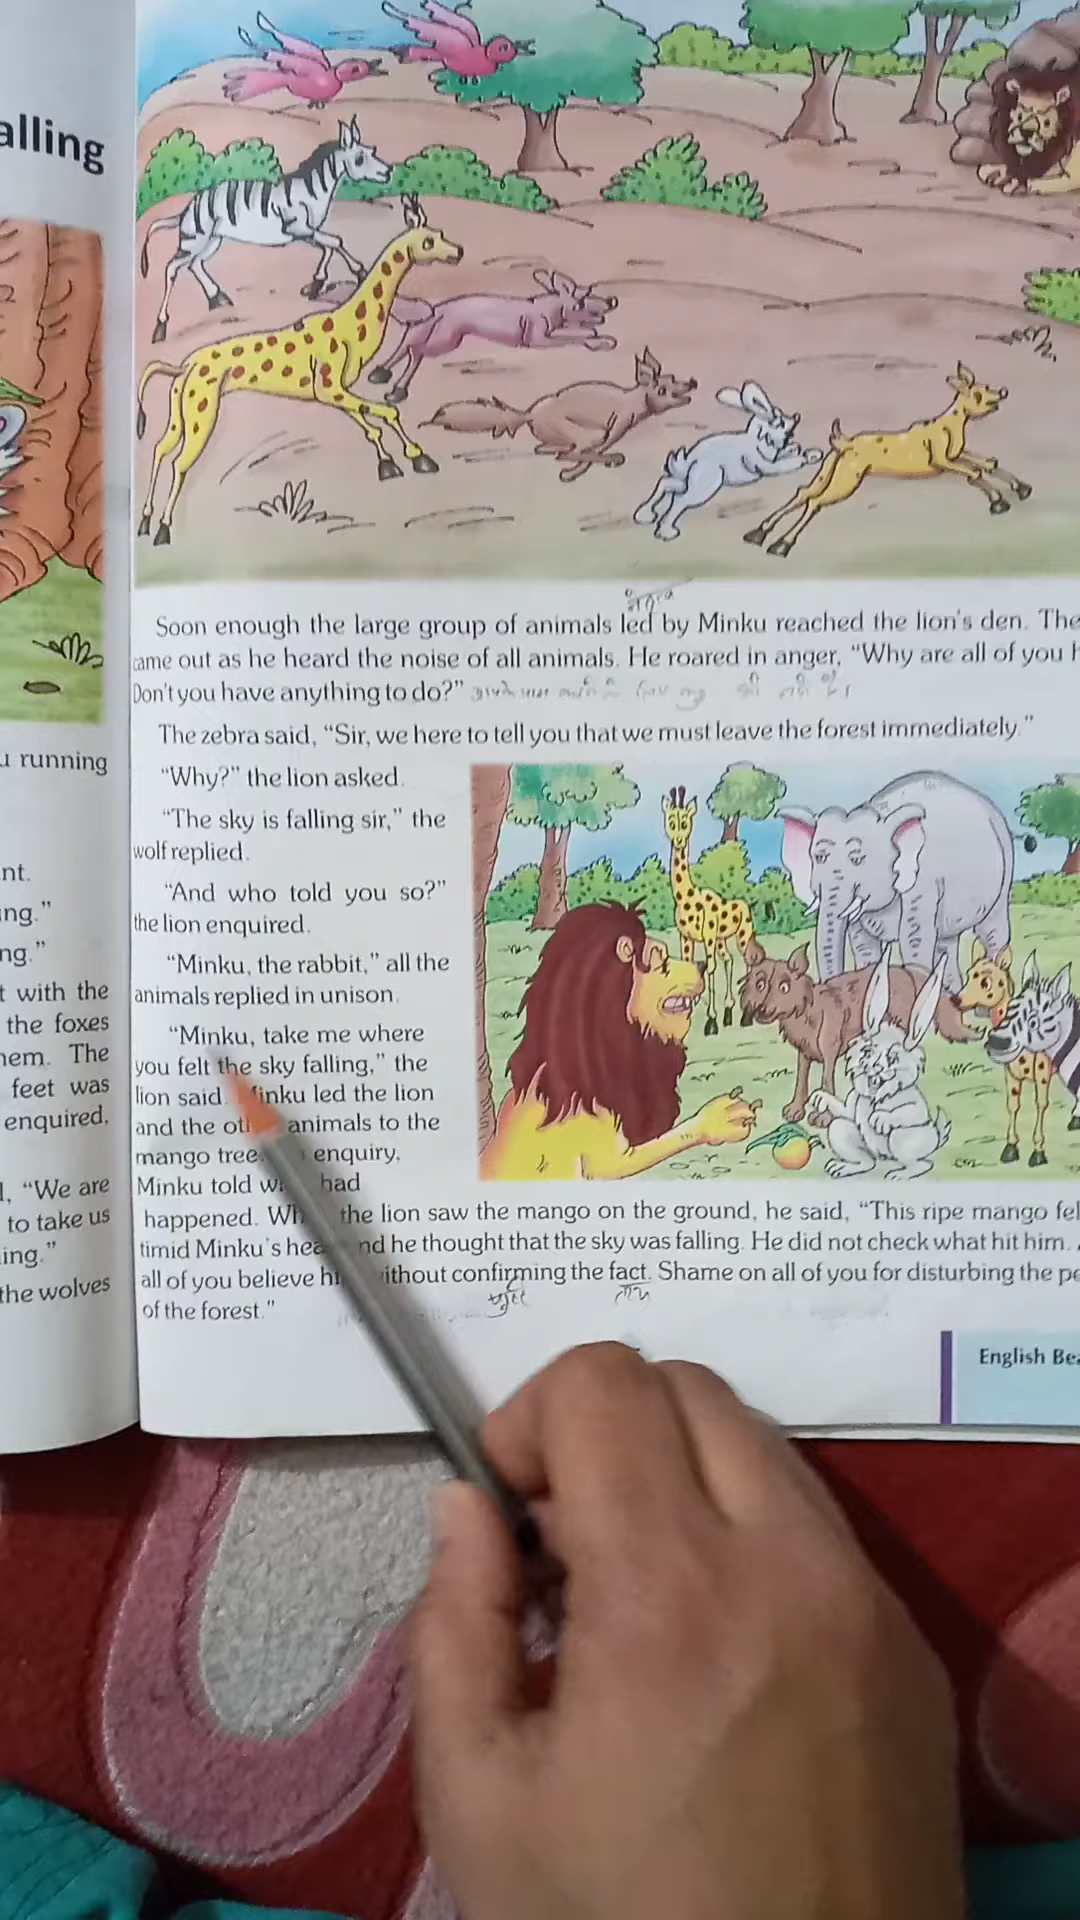 alling
u running
nt.
ng."
ng."
t with the
the foxes
hem. The
feet was
enquired,
l, "We are
to take us
ing."
the wolves
Soon enough the large group of animals led by Minku reached the lion's den. The
came out as he heard the noise of all animals. He roared in anger, "Why are all of you h
Don't you have anything to do?"
The zebra said, "Sir, we here to tell you that we must leave the forest immediately."
"Why?" the lion asked.
"The sky is falling sir," the
wolf replied.
"And who told you so?"
the lion enquired.
"Minku, the rabbit," all the
animals replied in unison.
"Minku, take me where
you felt the sky falling," the
lion said. Minku led the lion
and the ot animals to the
mango tree. enquiry,
Minku told w had
happened. Wh the lion saw the mango on the ground, he said, "This ripe mango fel
timid Minku's hea nd he thought that the sky was falling. He did not check what hit him.
all of you believe hi ithout confirming the fact. Shame on all of you for disturbing the pe
of the forest."
English Bea